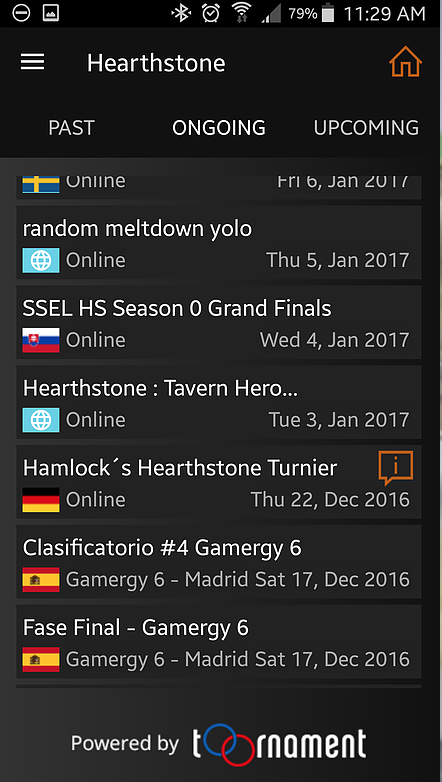 79% 11:29 AM
Hearthstone
PAST ONGOING UPCOMING
Online Fri 6, Jan 2017
random meltdown yolo
Online Thu 5, Jan 2017
SSEL HS Season 0 Grand Finals
Online Wed 4, Jan 2017
Hearthstone : Tavern Hero...
Online Tue 3, Jan 2017
Hamlock´s Hearthstone Turnier
Online Thu 22, Dec 2016
Clasificatorio #4 Gamergy 6
Gamergy 6 - Madrid Sat 17, Dec 2016
Fase Final - Gamergy 6
Gamergy 6 - Madrid Sat 17, Dec 2016
Powered by toornament